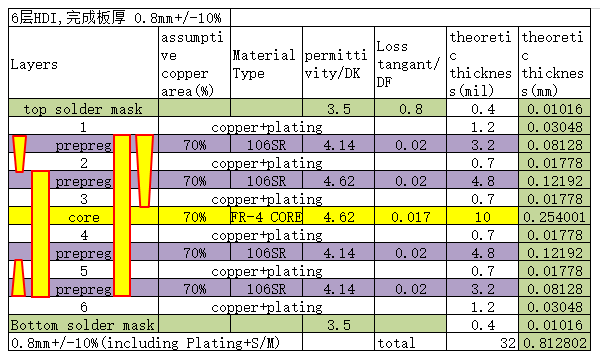 6层HDI,完成板厚 0.8mm+/-10%
Layers assumptive copper area(%) Material Type permittivity/DK Loss tangant/DF theoretic thickness(mil) theoretic thickness(mm)
top solder mask 3.5 0.8 0.4 0.01016
1 copper+plating 1.2 0.03048
prepreg 70% 106SR 4.14 0.02 3.2 0.08128
2 copper+plating 0.7 0.01778
prepreg 70% 106SR 4.62 0.02 4.8 0.12192
3 copper+plating 0.7 0.01778
core 70% FR-4 CORE 4.62 0.017 10 0.254001
4 copper+plating 0.7 0.01778
prepreg 70% 106SR 4.14 0.02 4.8 0.12192
5 copper+plating 0.7 0.01778
prepreg 70% 106SR 4.14 0.02 3.2 0.08128
6 copper+plating 1.2 0.03048
Bottom solder mask 3.5 0.4 0.01016
0.8mm+/-10%(including Plating+S/M) total 32 0.812802